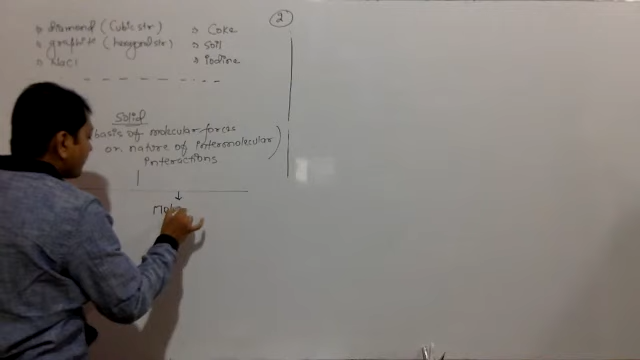 2
diamond (Cubic str)
graphite (hexagonal str)
NaCl
Coke
Soil
iodine
Solid
basis of molecular forces
or nature of intermolecular)
interactions